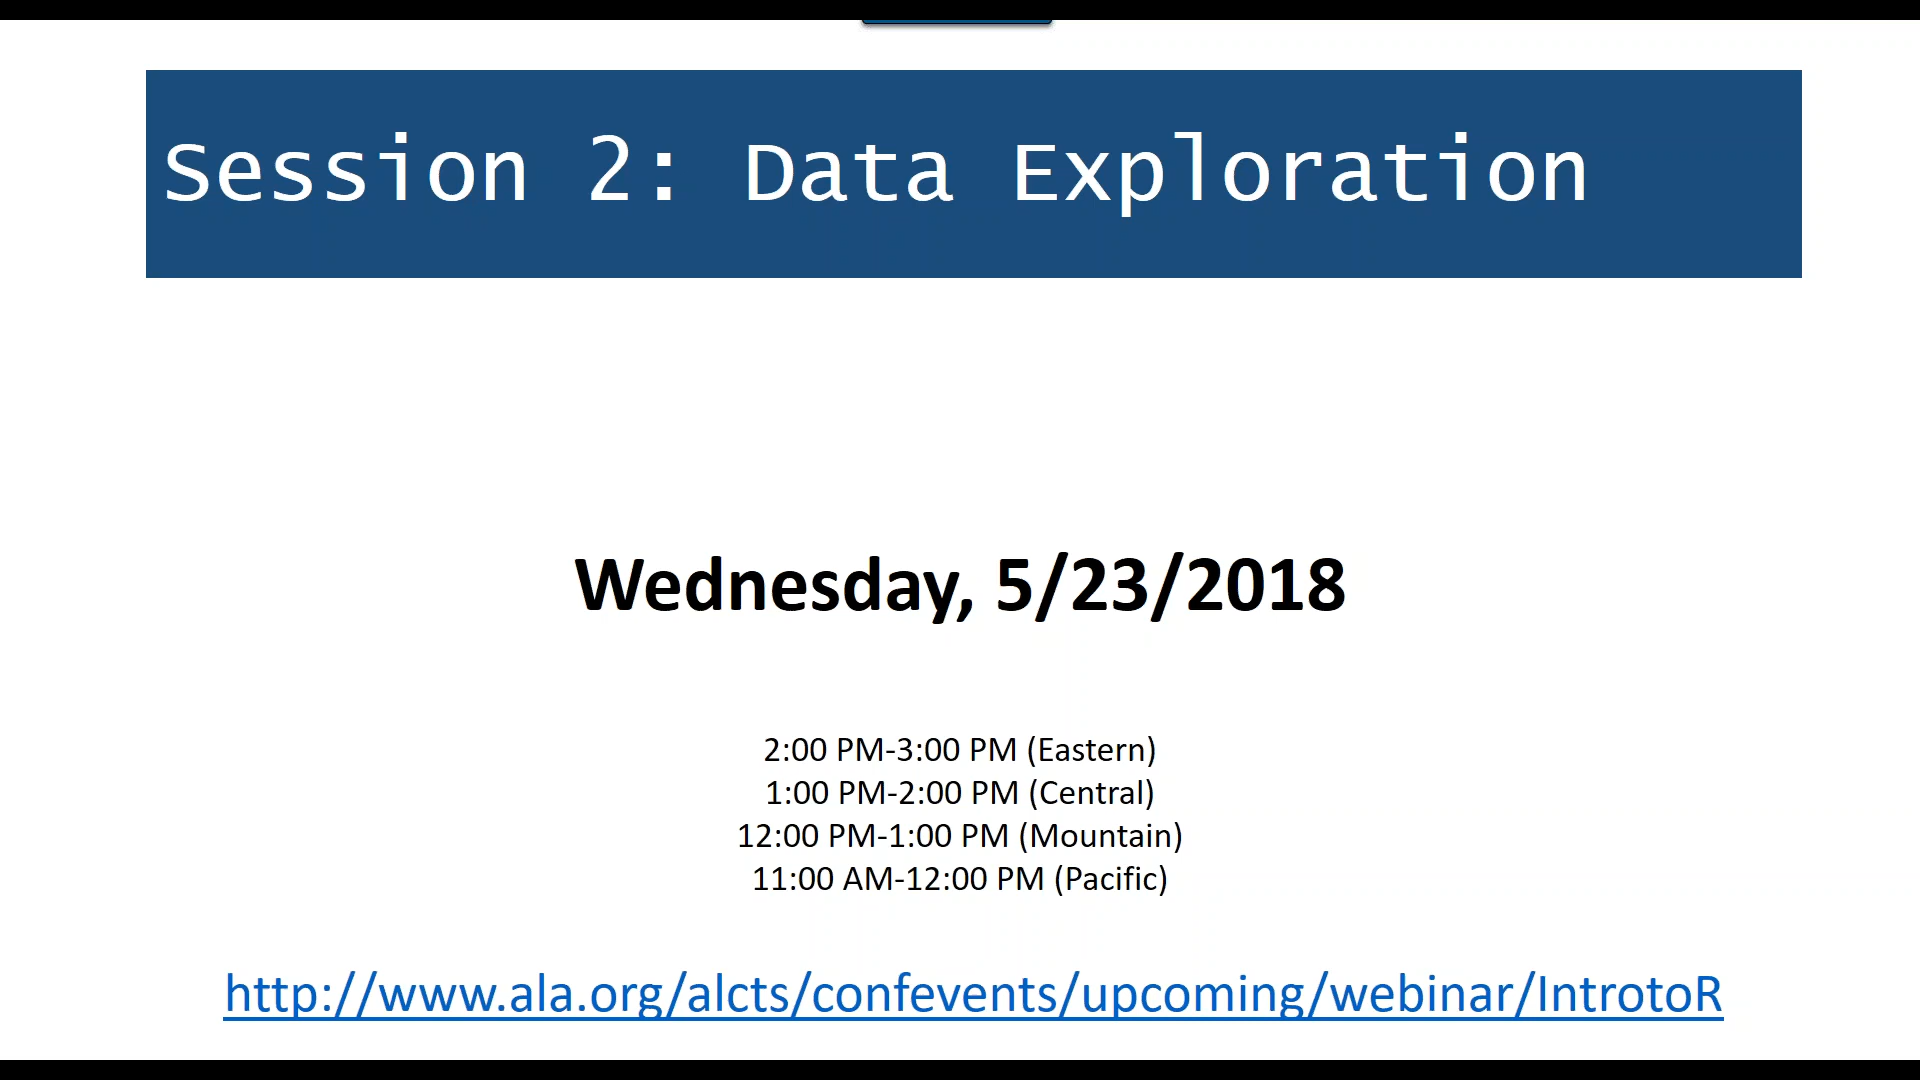 Session 2: Data Exploration
Wednesday, 5/23/2018
2:00 PM-3:00 PM (Eastern)
1:00 PM-2:00 PM (Central)
12:00 PM-1:00 PM (Mountain)
11:00 AM-12:00 PM (Pacific)
http://www.ala.org/alcts/confevents/upcoming/webinar/IntrotoR